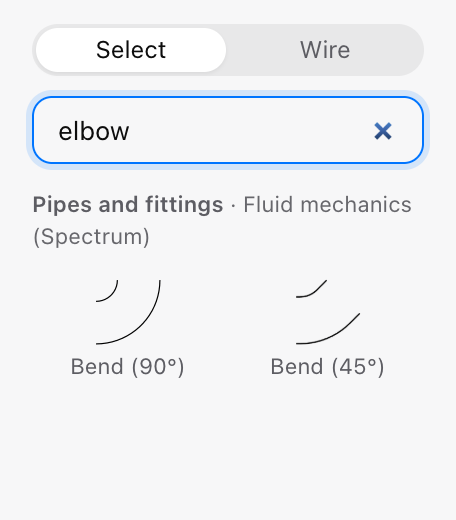 Select
Wire
elbow
Pipes and fittings · Fluid mechanics
(Spectrum)
Bend (90°)
Bend (45°)